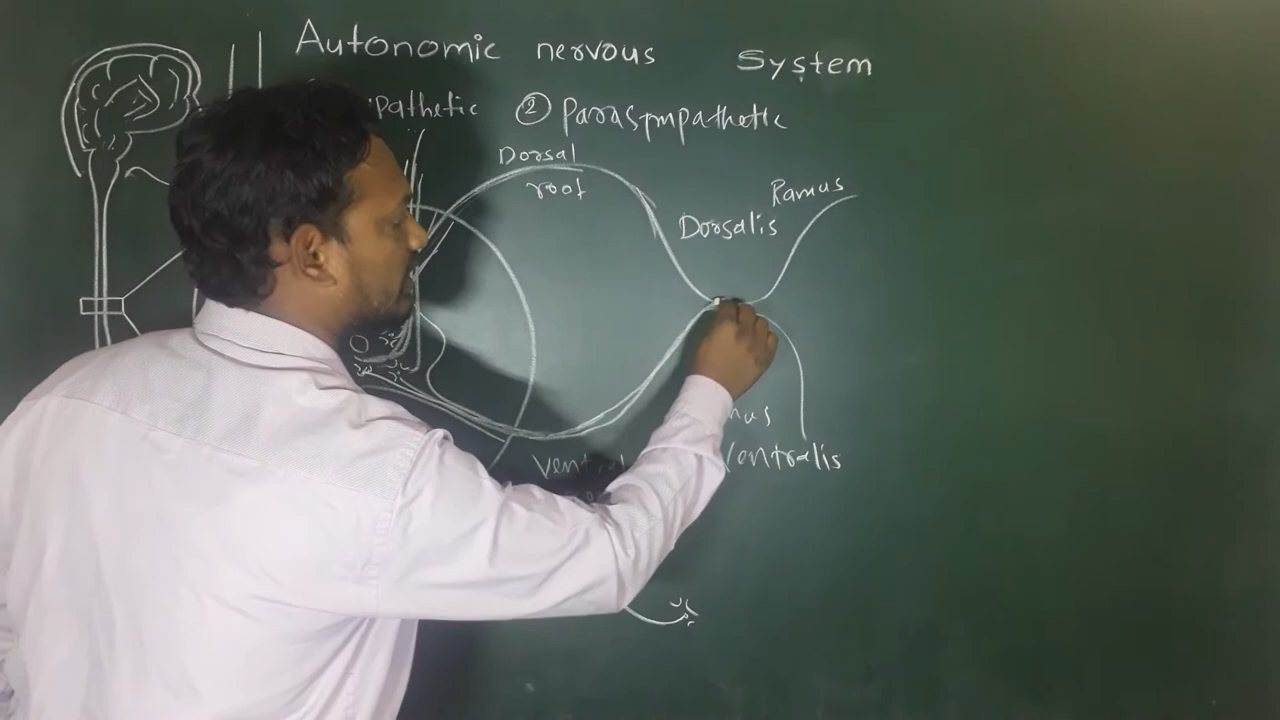 Autonomic nervous System
pathetic ② Parasympathetic
Dorsal
root
Ramus
Dorsalis
Ventralis